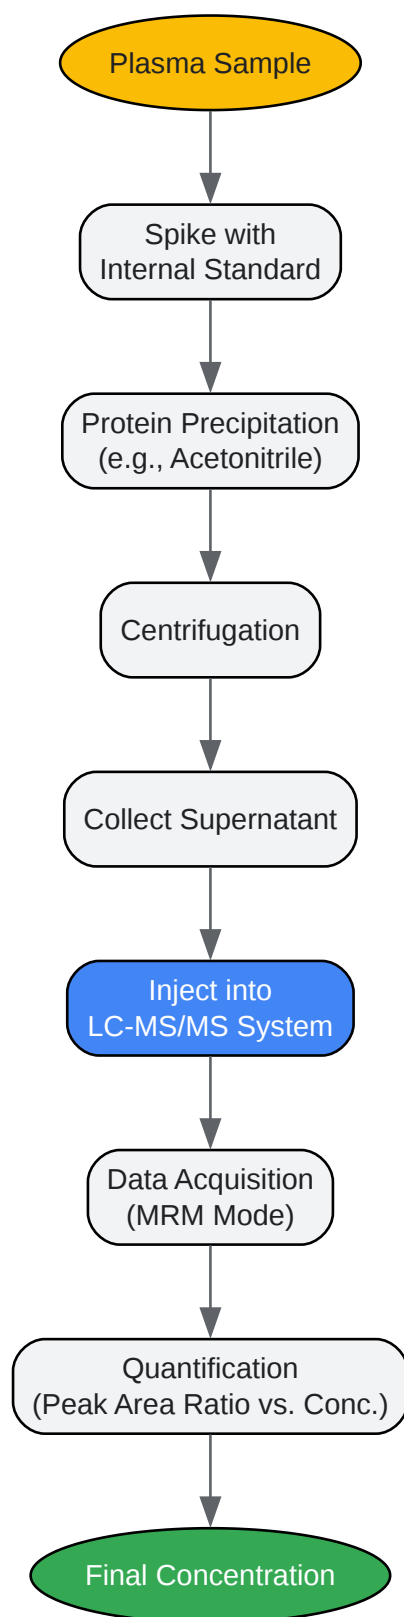 Plasma Sample
Spike with
Internal Standard
Protein Precipitation
(e.g., Acetonitrile)
Centrifugation
Collect Supernatant
Inject into
LC-MS/MS System
Data Acquisition
(MRM Mode)
Quantification
(Peak Area Ratio vs. Conc.)
Final Concentration